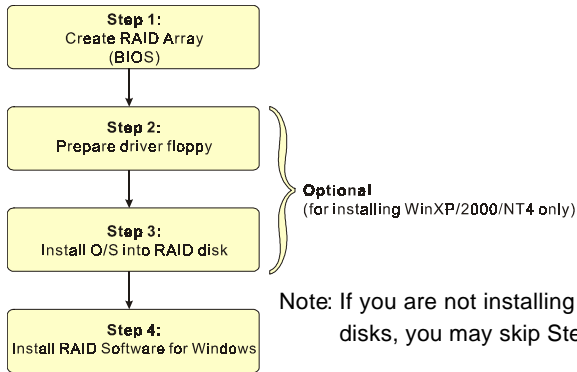 Step 1:
Create RAID Array
(BIOS)
Step 2:
Prepare driver floppy
Step 3:
Install O/S into RAID disk
Optional
(for installing WinXP/2000/NT4 only)
Step 4:
Install RAID Software for Windows
Note: If you are not installing
disks, you may skip Ste